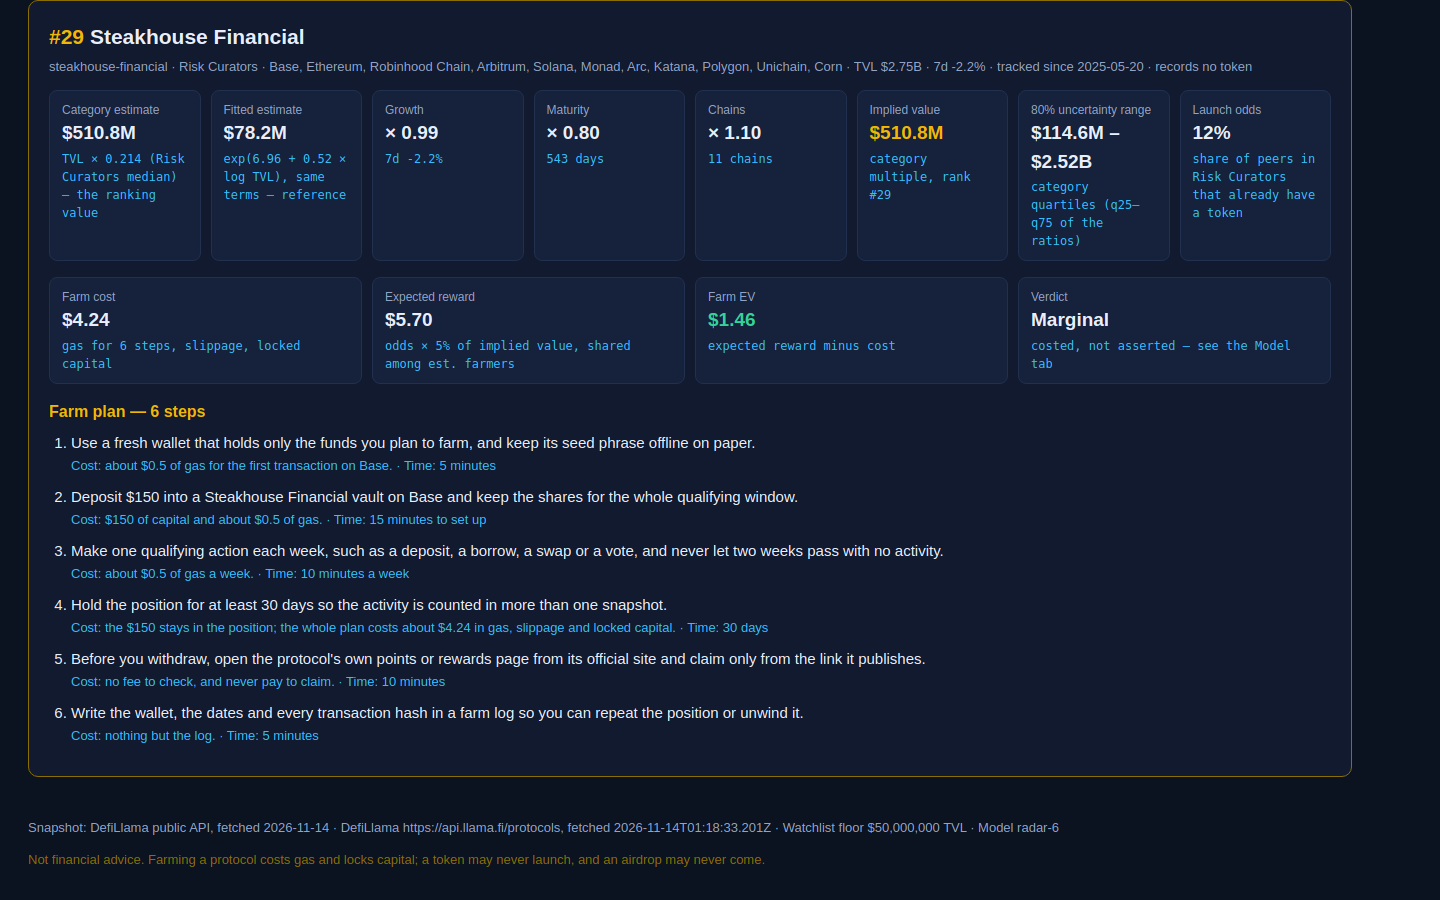 #29 Steakhouse Financial
steakhouse-financial · Risk Curators · Base, Ethereum, Robinhood Chain, Arbitrum, Solana, Monad, Arc, Katana, Polygon, Unichain, Corn · TVL $2.75B · 7d -2.2% · tracked since 2025-05-20 · records no token
Category estimate
$510.8M
TVL × 0.214 (Risk
Curators median)
— the ranking
value
Fitted estimate
$78.2M
exp(6.96 + 0.52 ×
log TVL), same
terms — reference
Growth
× 0.99
7d -2.2%
Maturity
× 0.80
543 days
Chains
× 1.10
11 chains
Implied value
$510.8M
category
multiple, rank
#29
80% uncertainty range
$114.6M –
$2.52B
category
quartiles (q25–
q75 of the
ratios)
Launch odds
12%
share of peers in
Risk Curators
that already have
a token
Farm cost
$4.24
gas for 6 steps, slippage, locked
capital
Expected reward
$5.70
odds × 5% of implied value, shared
among est. farmers
Farm EV
$1.46
expected reward minus cost
Verdict
Marginal
costed, not asserted — see the Model
tab
Farm plan — 6 steps
1. Use a fresh wallet that holds only the funds you plan to farm, and keep its seed phrase offline on paper.
Cost: about $0.5 of gas for the first transaction on Base. · Time: 5 minutes
2. Deposit $150 into a Steakhouse Financial vault on Base and keep the shares for the whole qualifying window.
Cost: $150 of capital and about $0.5 of gas. · Time: 15 minutes to set up
3. Make one qualifying action each week, such as a deposit, a borrow, a swap or a vote, and never let two weeks pass with no activity.
Cost: about $0.5 of gas a week. · Time: 10 minutes a week
4. Hold the position for at least 30 days so the activity is counted in more than one snapshot.
Cost: the $150 stays in the position; the whole plan costs about $4.24 in gas, slippage and locked capital. · Time: 30 days
5. Before you withdraw, open the protocol's own points or rewards page from its official site and claim only from the link it publishes.
Cost: no fee to check, and never pay to claim. · Time: 10 minutes
6. Write the wallet, the dates and every transaction hash in a farm log so you can repeat the position or unwind it.
Cost: nothing but the log. · Time: 5 minutes
Snapshot: DefiLlama public API, fetched 2026-11-14 · DefiLlama https://api.llama.fi/protocols, fetched 2026-11-14T01:18:33.201Z · Watchlist floor $50,000,000 TVL · Model radar-6
Not financial advice. Farming a protocol costs gas and locks capital; a token may never launch, and an airdrop may never come.